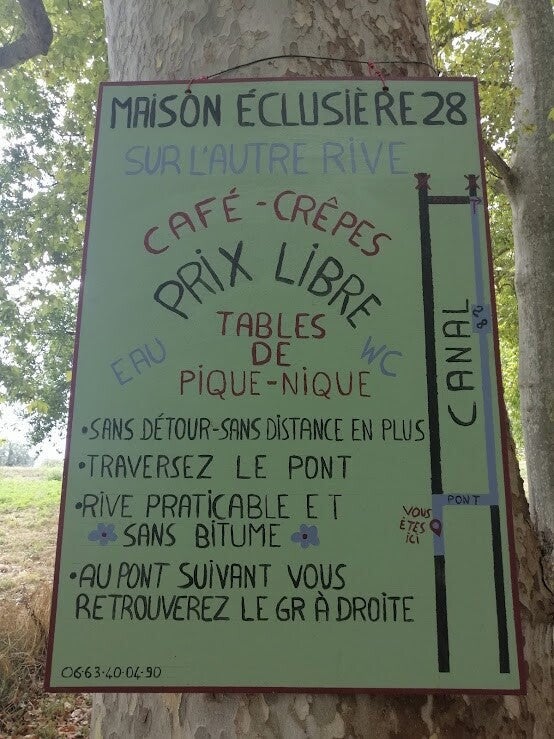 MAISON ÉCLUSIÈRE 28
SUR L'AUTRE RIVE
CAFÉ - CRÊPES
PRIX LIBRE
TABLES
DE
PIQUE-NIQUE
EAU
WC
•SANS DÉTOUR-SANS DISTANCE EN PLUS
•TRAVERSEZ LE PONT
•RIVE PRATICABLE ET
SANS BITUME
•AU PONT SUIVANT VOUS
RETROUVEREZ LE GR À DROITE
06-63-40-04-90
CANAL
28
PONT
VOUS
ÊTES
ICI